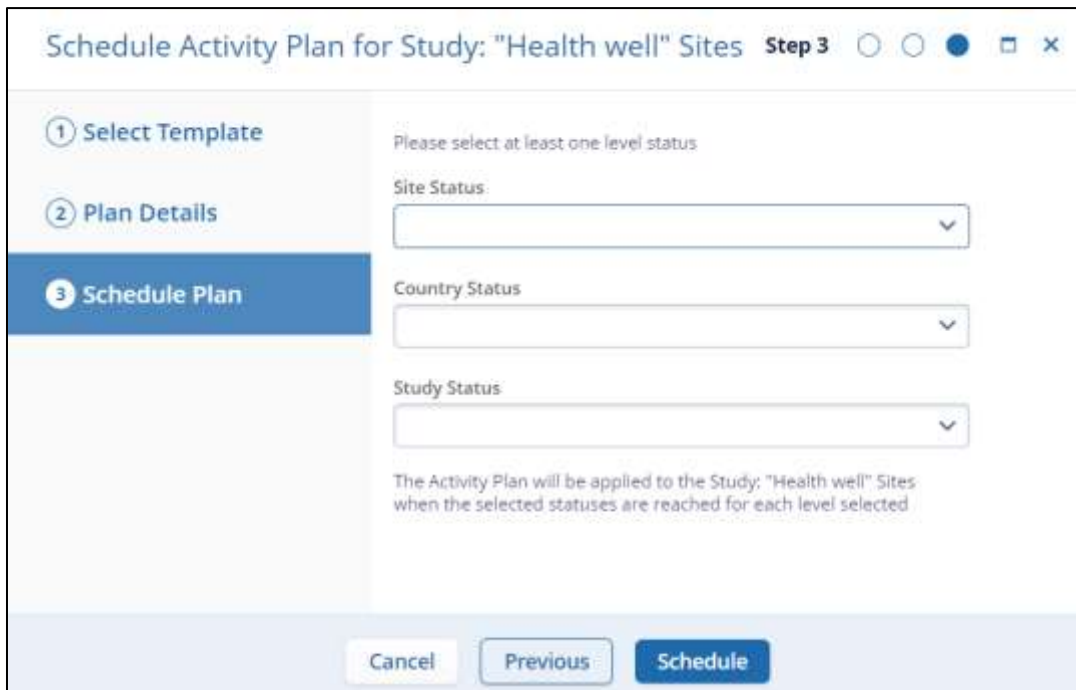 Schedule Activity Plan for Study: "Health well" Sites Step 3
1 Select Template
2 Plan Details
3 Schedule Plan
Please select at least one level status
Site Status
Country Status
Study Status
The Activity Plan will be applied to the Study: "Health well" Sites
when the selected statuses are reached for each level selected
Cancel Previous Schedule